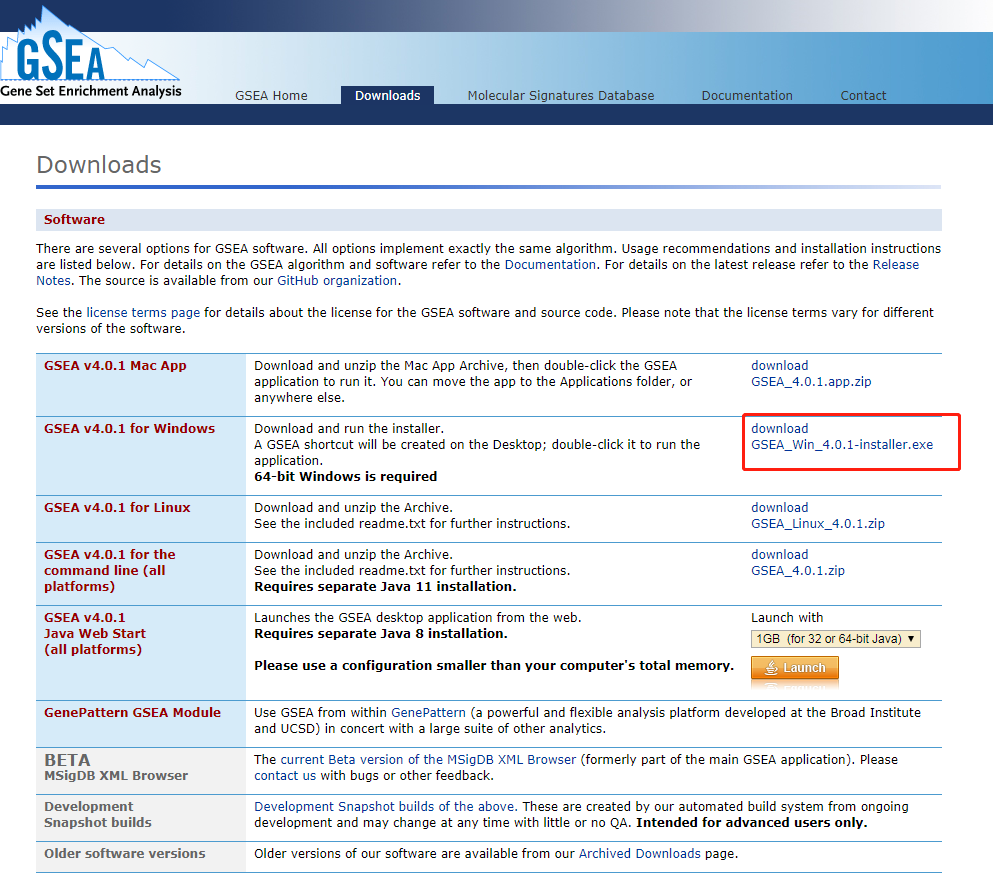 GSEA
Gene Set Enrichment Analysis
GSEA Home
Downloads
Molecular Signatures Database
Documentation
Contact
Downloads
Software
There are several options for GSEA software. All options implement exactly the same algorithm. Usage recommendations and installation instructions
are listed below. For details on the GSEA algorithm and software refer to the Documentation. For details on the latest release refer to the Release
Notes. The source is available from our GitHub organization.
See the license terms page for details about the license for the GSEA software and source code. Please note that the license terms vary for different
versions of the software.
GSEA v4.0.1 Mac App
Download and unzip the Mac App Archive, then double-click the GSEA
application to run it. You can move the app to the Applications folder, or
anywhere else.
download
GSEA_4.0.1.app.zip
GSEA v4.0.1 for Windows
Download and run the installer.
A GSEA shortcut will be created on the Desktop; double-click it to run the
application.
64-bit Windows is required
download
GSEA_Win_4.0.1-installer.exe
GSEA v4.0.1 for Linux
Download and unzip the Archive.
See the included readme.txt for further instructions.
download
GSEA_Linux_4.0.1.zip
GSEA v4.0.1 for the
command line (all
platforms)
Download and unzip the Archive.
See the included readme.txt for further instructions.
Requires separate Java 11 installation.
download
GSEA_4.0.1.zip
GSEA v4.0.1
Java Web Start
(all platforms)
Launches the GSEA desktop application from the web.
Requires separate Java 8 installation.
Please use a configuration smaller than your computer's total memory.
Launch with
1GB (for 32 or 64-bit Java)
Launch
GenePattern GSEA Module
Use GSEA from within GenePattern (a powerful and flexible analysis platform developed at the Broad Institute
and UCSD) in concert with a large suite of other analytics.
BETA
MSigDB XML Browser
The current Beta version of the MSigDB XML Browser (formerly part of the main GSEA application). Please
contact us with bugs or other feedback.
Development
Snapshot builds
Development Snapshot builds of the above. These are created by our automated build system from ongoing
development and may change at any time with little or no QA. Intended for advanced users only.
Older software versions
Older versions of our software are available from our Archived Downloads page.